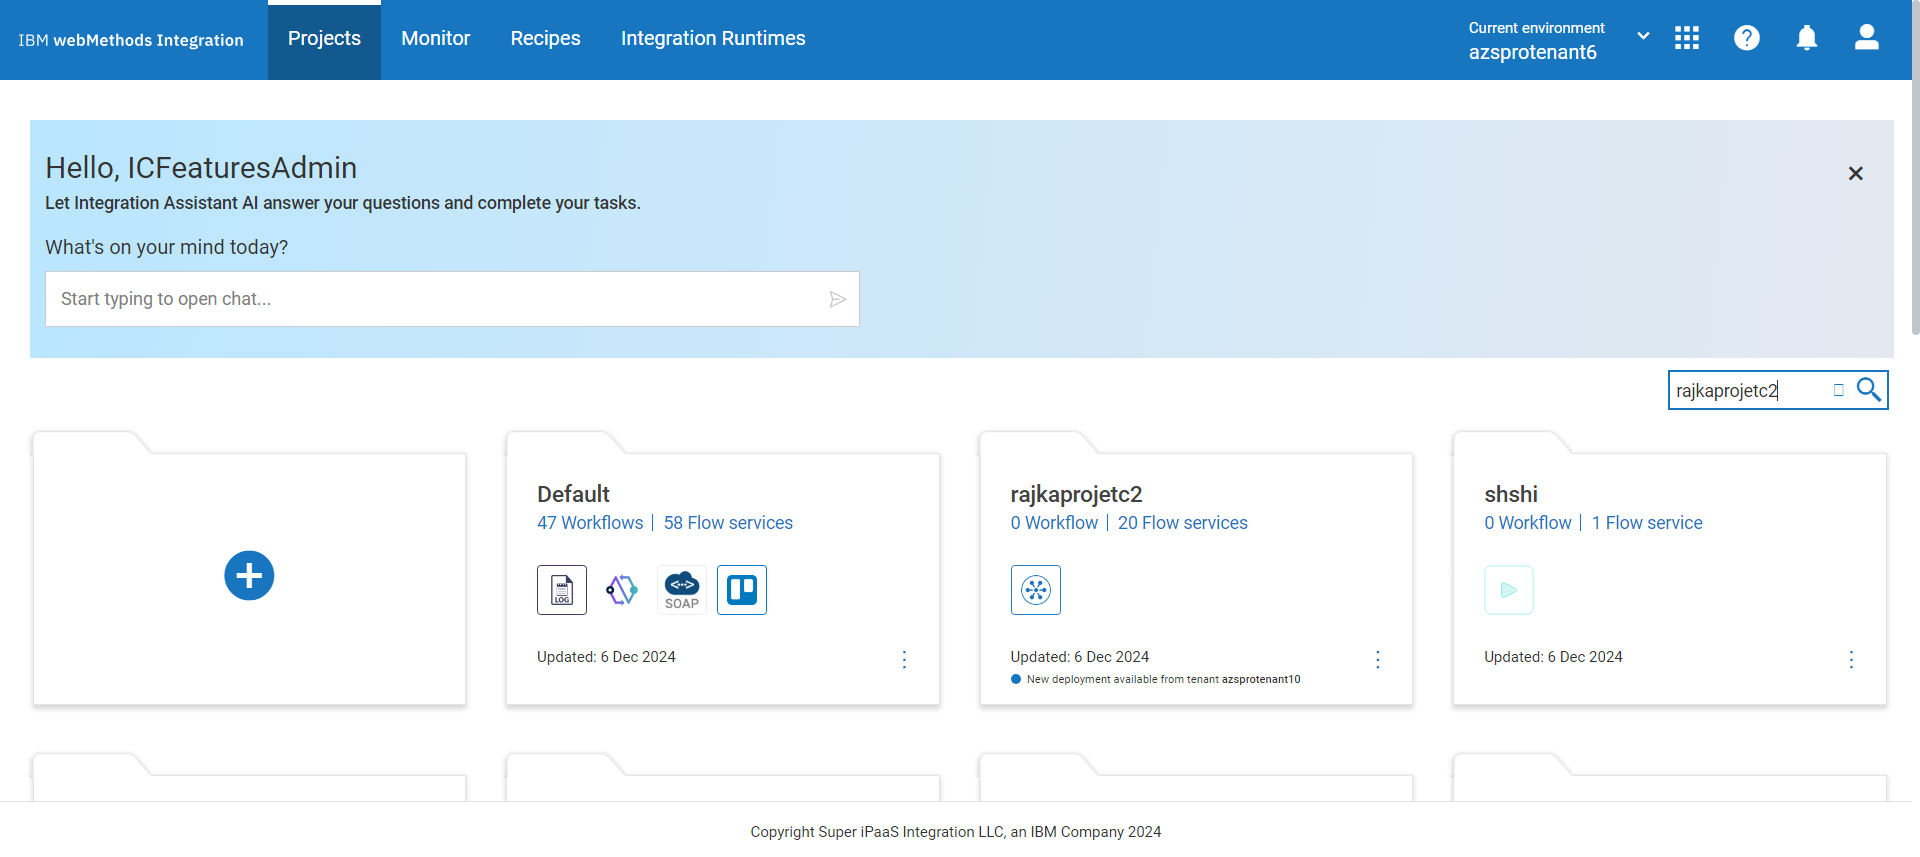 IBM webMethods Integration
Projects
Monitor
Recipes
Integration Runtimes
Current environment
azsprotenant6
Hello, ICFeaturesAdmin
Let Integration Assistant AI answer your questions and complete your tasks.
What's on your mind today?
Start typing to open chat...
rajkaprojetc2
Default
47 Workflows | 58 Flow services
LOG
SOAP
Updated: 6 Dec 2024
rajkaprojetc2
0 Workflow | 20 Flow services
Updated: 6 Dec 2024
New deployment available from tenant azsprotenant10
shshi
0 Workflow | 1 Flow service
Updated: 6 Dec 2024
Copyright Super iPaaS Integration LLC, an IBM Company 2024